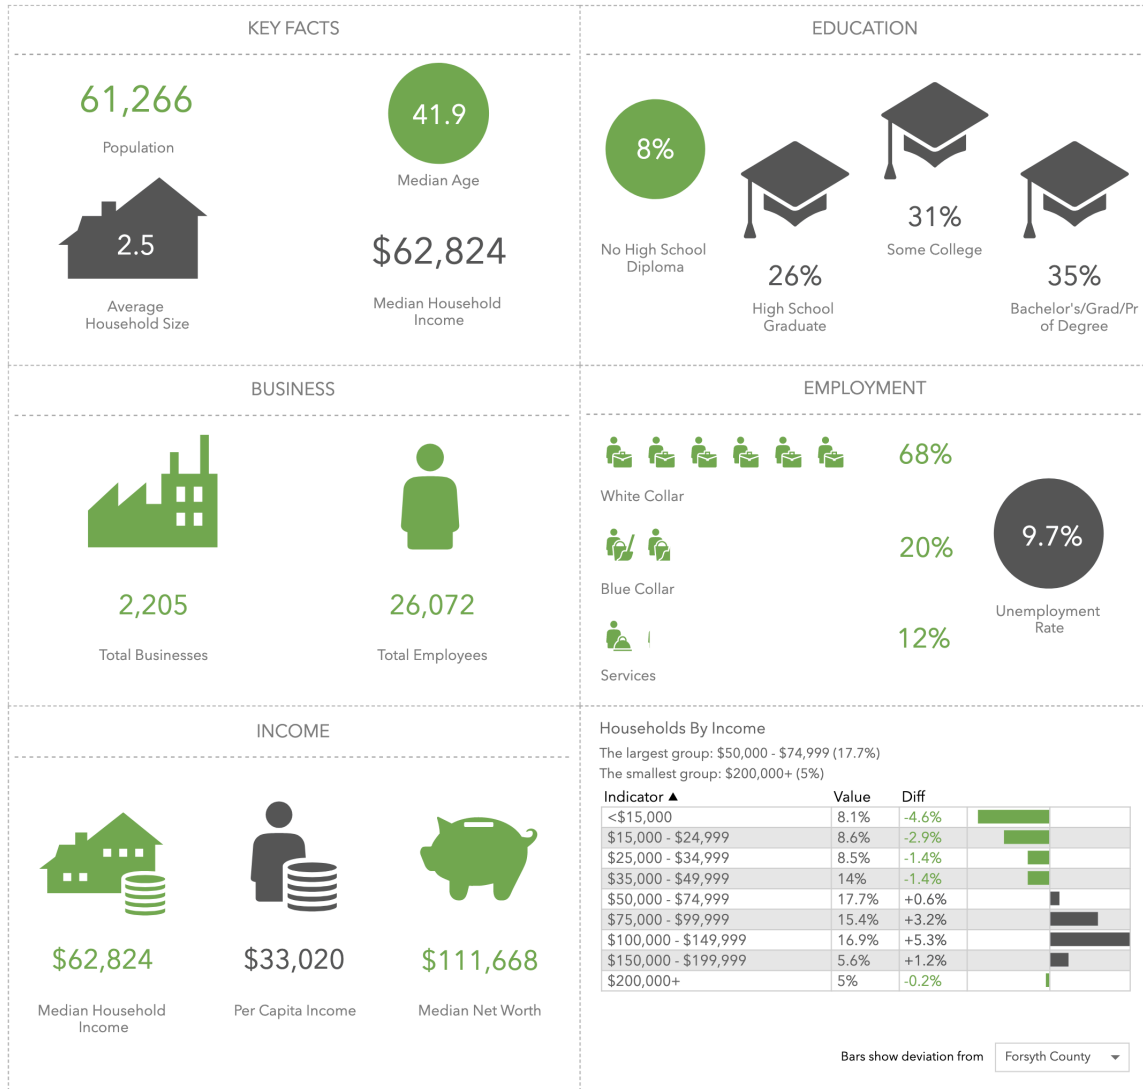 KEY FACTS
61,266
Population
41.9
Median Age
2.5
Average
Household Size
$62,824
Median Household
Income
EDUCATION
8%
No High School
Diploma
26%
High School
Graduate
31%
Some College
35%
Bachelor's/Grad/Pr
of Degree
BUSINESS
2,205
Total Businesses
26,072
Total Employees
EMPLOYMENT
68%
White Collar
20%
Blue Collar
12%
Services
9.7%
Unemployment
Rate
INCOME
$62,824
Median Household
Income
$33,020
Per Capita Income
$111,668
Median Net Worth
Households By Income
The largest group: $50,000 - $74,999 (17.7%)
The smallest group: $200,000+ (5%)
Indicator ▲ Value Diff
<$15,000 8.1% -4.6%
$15,000 - $24,999 8.6% -2.9%
$25,000 - $34,999 8.5% -1.4%
$35,000 - $49,999 14% -1.4%
$50,000 - $74,999 17.7% +0.6%
$75,000 - $99,999 15.4% +3.2%
$100,000 - $149,999 16.9% +5.3%
$150,000 - $199,999 5.6% +1.2%
$200,000+ 5% -0.2%
Bars show deviation from Forsyth County